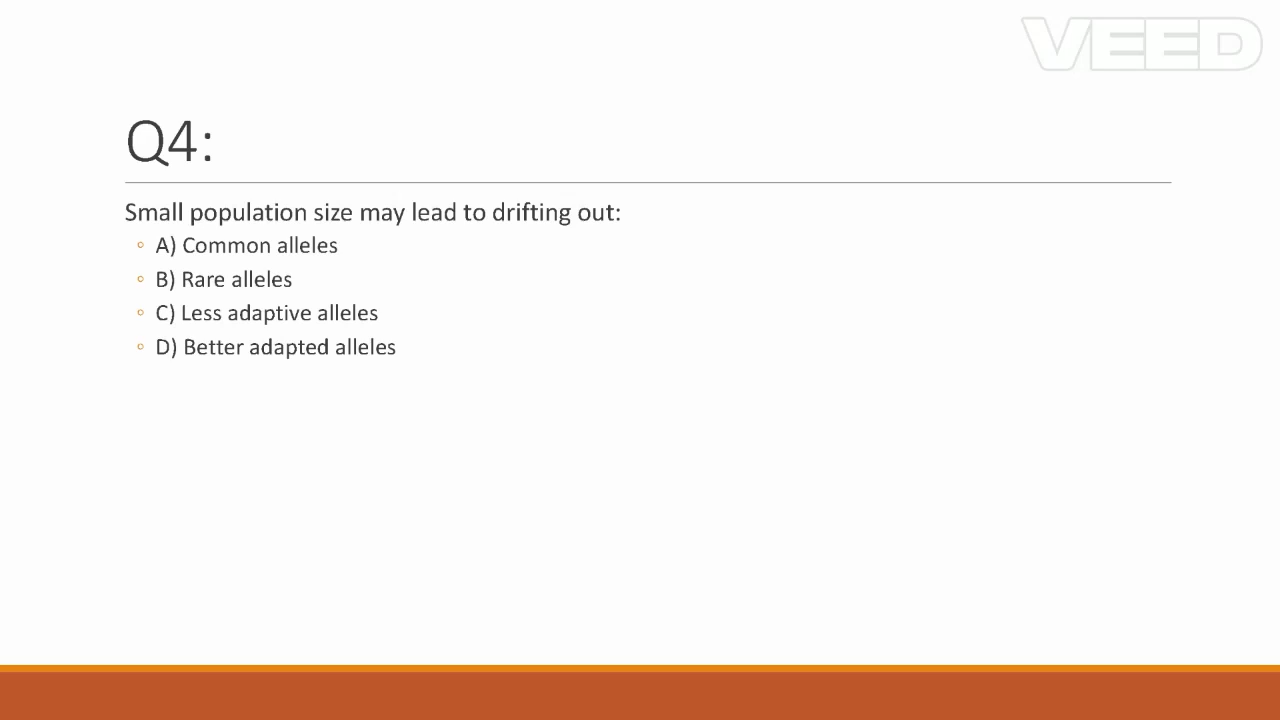 VEED
Q4:
Small population size may lead to drifting out:
◦ A) Common alleles
◦ B) Rare alleles
◦ C) Less adaptive alleles
◦ D) Better adapted alleles